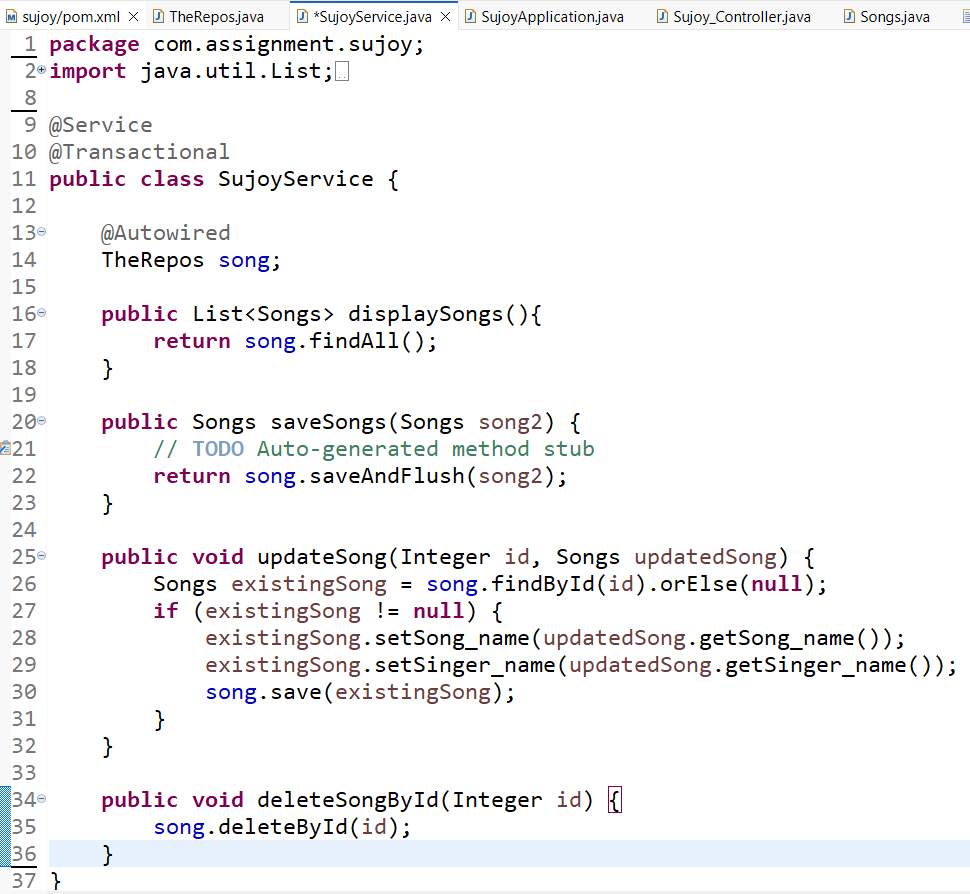 sujoy/pom.xml TheRepos.java *SujoyService.java SujoyApplication.java Sujoy_Controller.java Songs.java
1 package com.assignment.sujoy;
2 import java.util.List;
8
9 @Service
10 @Transactional
11 public class SujoyService {
12
13     @Autowired
14     TheRepos song;
15
16     public List<Songs> displaySongs(){
17         return song.findAll();
18     }
19
20     public Songs saveSongs(Songs song2) {
21         // TODO Auto-generated method stub
22         return song.saveAndFlush(song2);
23     }
24
25     public void updateSong(Integer id, Songs updatedSong) {
26         Songs existingSong = song.findById(id).orElse(null);
27         if (existingSong != null) {
28             existingSong.setSong_name(updatedSong.getSong_name());
29             existingSong.setSinger_name(updatedSong.getSinger_name());
30             song.save(existingSong);
31         }
32     }
33
34     public void deleteSongById(Integer id) {
35         song.deleteById(id);
36     }
37 }